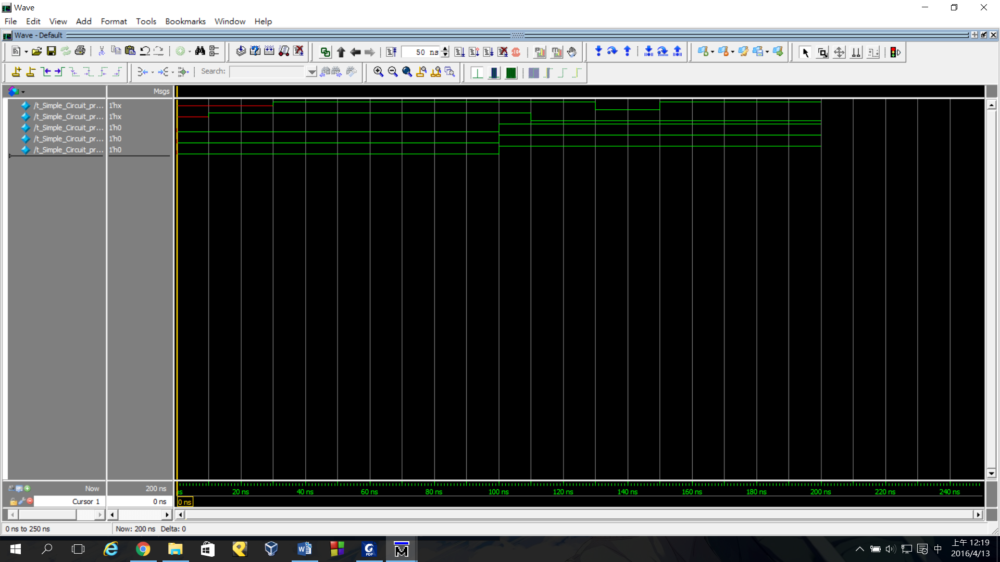 Wave
File Edit View Add Format Tools Bookmarks Window Help
Wave - Default
50 ns
Search:
Msgs
/t_Simple_Circuit_pr... 1'hx
/t_Simple_Circuit_pr... 1'hx
/t_Simple_Circuit_pr... 1'h0
/t_Simple_Circuit_pr... 1'h0
/t_Simple_Circuit_pr... 1'h0
Now 200 ns
ns 20 ns 40 ns 60 ns 80 ns 100 ns 120 ns 140 ns 160 ns 180 ns 200 ns 220 ns 240 ns
Cursor 1 0 ns 0 ns
0 ns to 250 ns Now: 200 ns Delta: 0
中
上午 12:19
2016/4/13